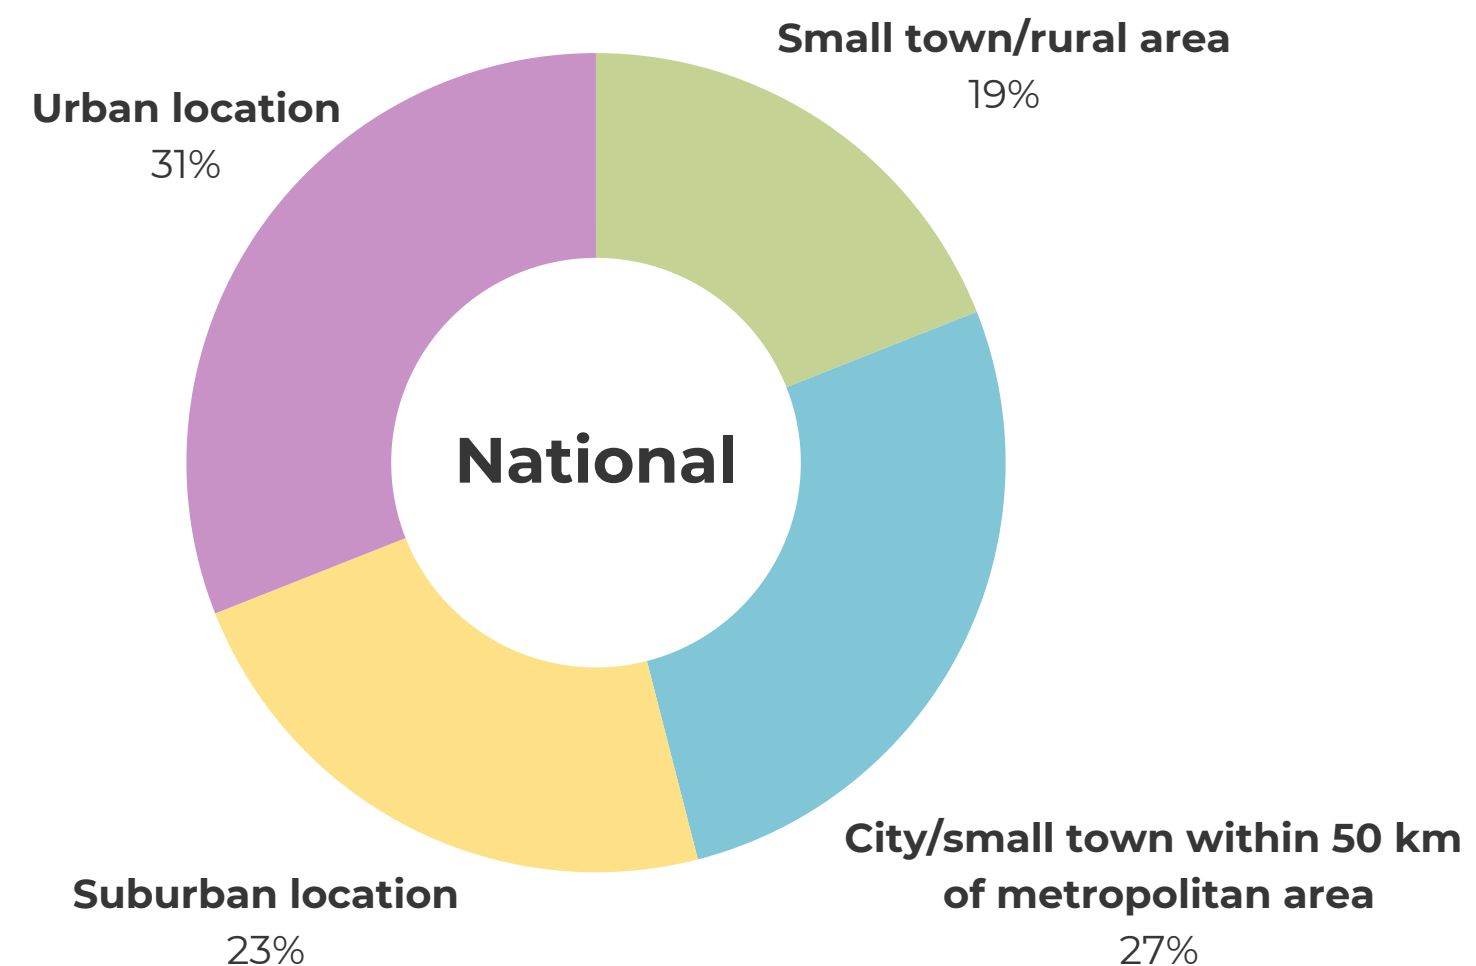 Small town/rural area
19%
Urban location
31%
National
City/small town within 50 km
of metropolitan area
27%
Suburban location
23%